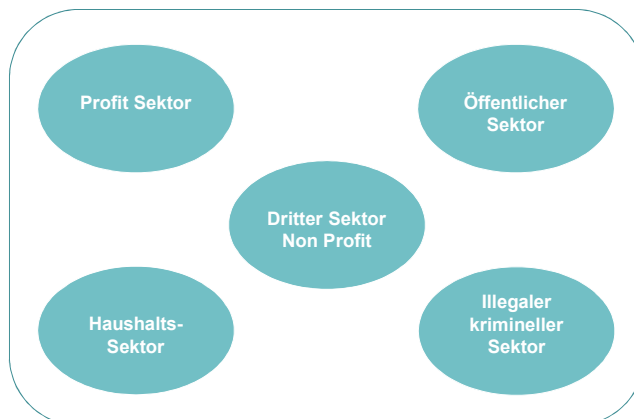 Profit Sektor
Öffentlicher
Sektor
Dritter Sektor
Non Profit
Haushalts-
Sektor
Illegaler
krimineller
Sektor